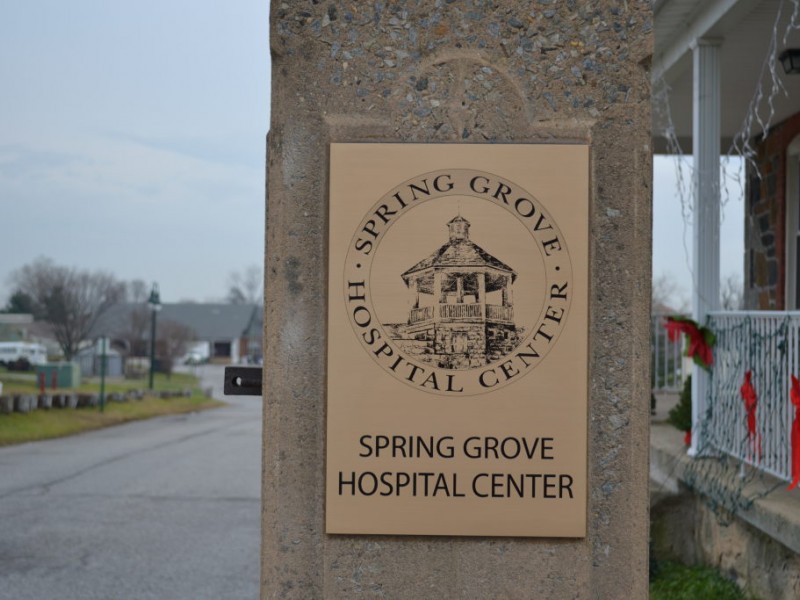 · SPRING GROVE ·
HOSPITAL CENTER
SPRING GROVE
HOSPITAL CENTER